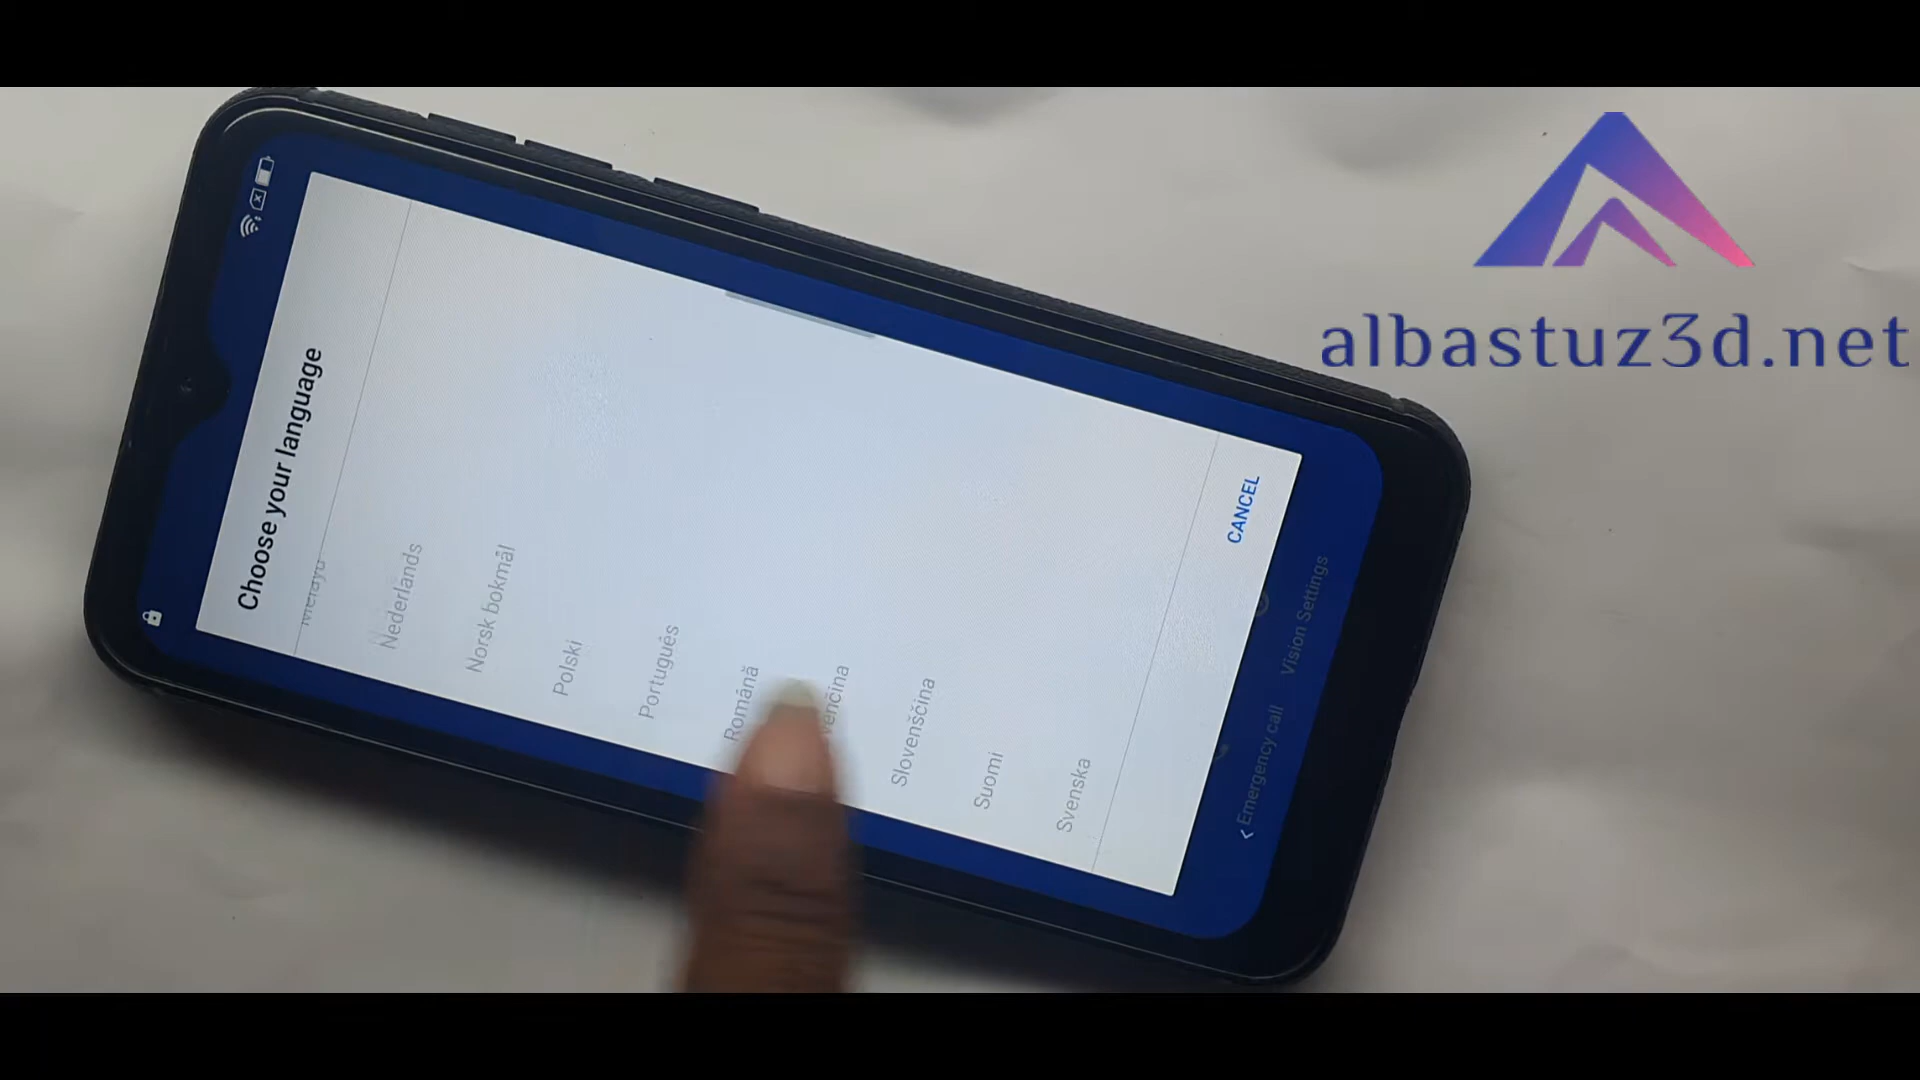 albastuz3d.net
Choose your language
Nederlands
Norsk bokmål
Polski
Português
Română
Slovenščina
Suomi
Svenska
CANCEL
Vision Settings
Emergency call